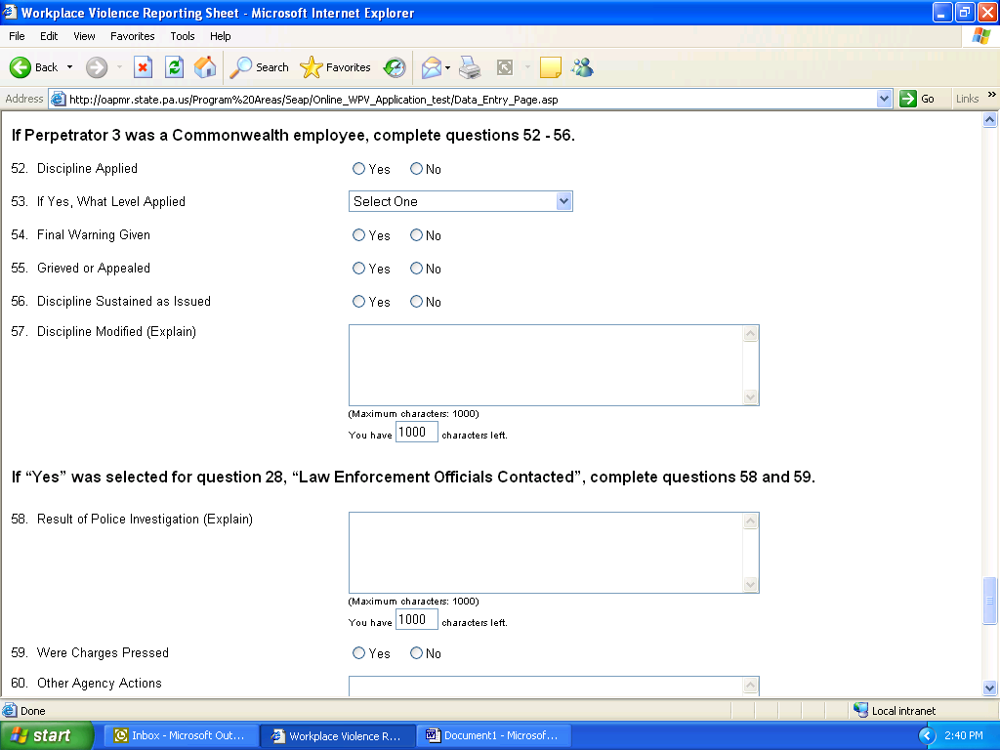 Workplace Violence Reporting Sheet - Microsoft Internet Explorer
File Edit View Favorites Tools Help
Back Search Favorites
Address http://oapmr.state.pa.us/Program%20Areas/Seap/Online_WPV_Application_test/Data_Entry_Page.asp Go Links »
If Perpetrator 3 was a Commonwealth employee, complete questions 52 - 56.
52. Discipline Applied Yes No
53. If Yes, What Level Applied Select One
54. Final Warning Given Yes No
55. Grieved or Appealed Yes No
56. Discipline Sustained as Issued Yes No
57. Discipline Modified (Explain)
(Maximum characters: 1000)
You have 1000 characters left.
If “Yes” was selected for question 28, “Law Enforcement Officials Contacted”, complete questions 58 and 59.
58. Result of Police Investigation (Explain)
(Maximum characters: 1000)
You have 1000 characters left.
59. Were Charges Pressed Yes No
60. Other Agency Actions
Done Local intranet
start Inbox - Microsoft Out... Workplace Violence R... Document1 - Microsof... 2:40 PM